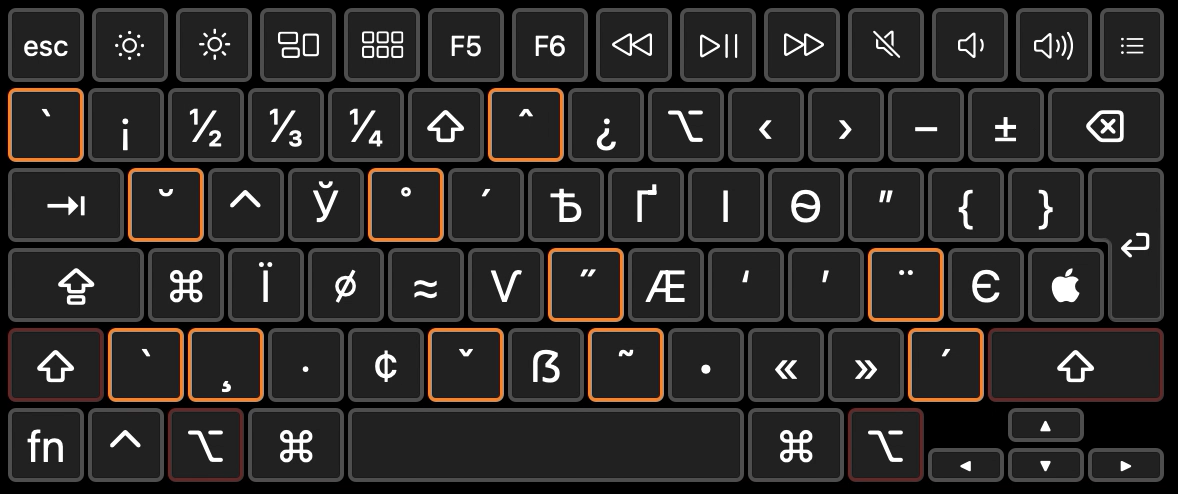 esc F5 F6
` ¡ ½ ⅓ ¼ ⇧ ˆ ¿ ⌥ ‹ › – ± ⌫
⇥ ˘ ^ Ў ˚ ´ Ѣ Ґ І Ѳ ″ { } ↩
⌘ Ї ø ≈ Ѵ ˝ Æ ‘ ’ ¨ Є 
⇧ ` ¸ · ¢ ˇ ẞ ˜ • « » ´ ⇧
fn ^ ⌥ ⌘ ⌘ ⌥ ◀ ▲ ▼ ▶